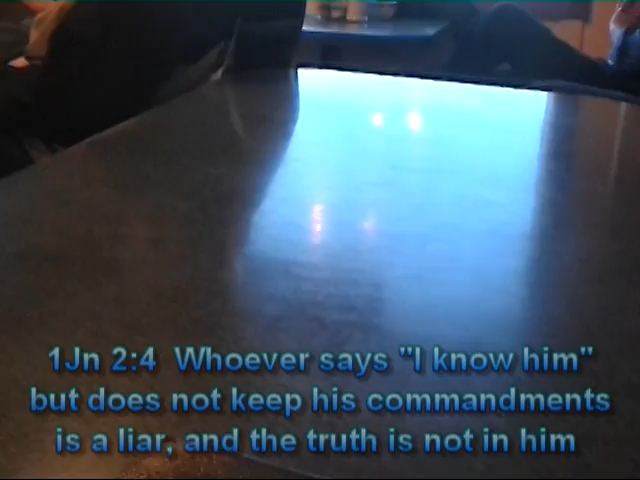 1Jn 2:4  Whoever says "I know him"
but does not keep his commandments
is a liar, and the truth is not in him